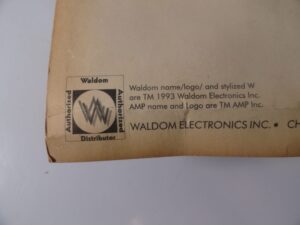 Waldom
Authorized
Authorized
Distributor
Waldom name/logo/ and stylized W
are TM 1993 Waldom Electronics Inc.
AMP name and Logo are TM AMP Inc.
WALDOM ELECTRONICS INC. • CH